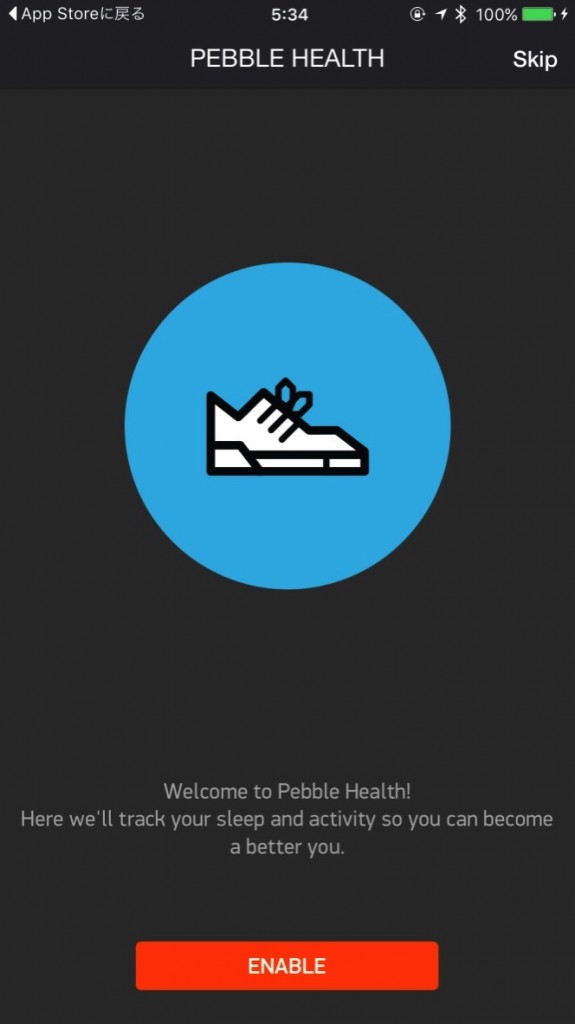 App Storeに戻る 5:34 100%
PEBBLE HEALTH Skip
Welcome to Pebble Health!
Here we'll track your sleep and activity so you can become
a better you.
ENABLE